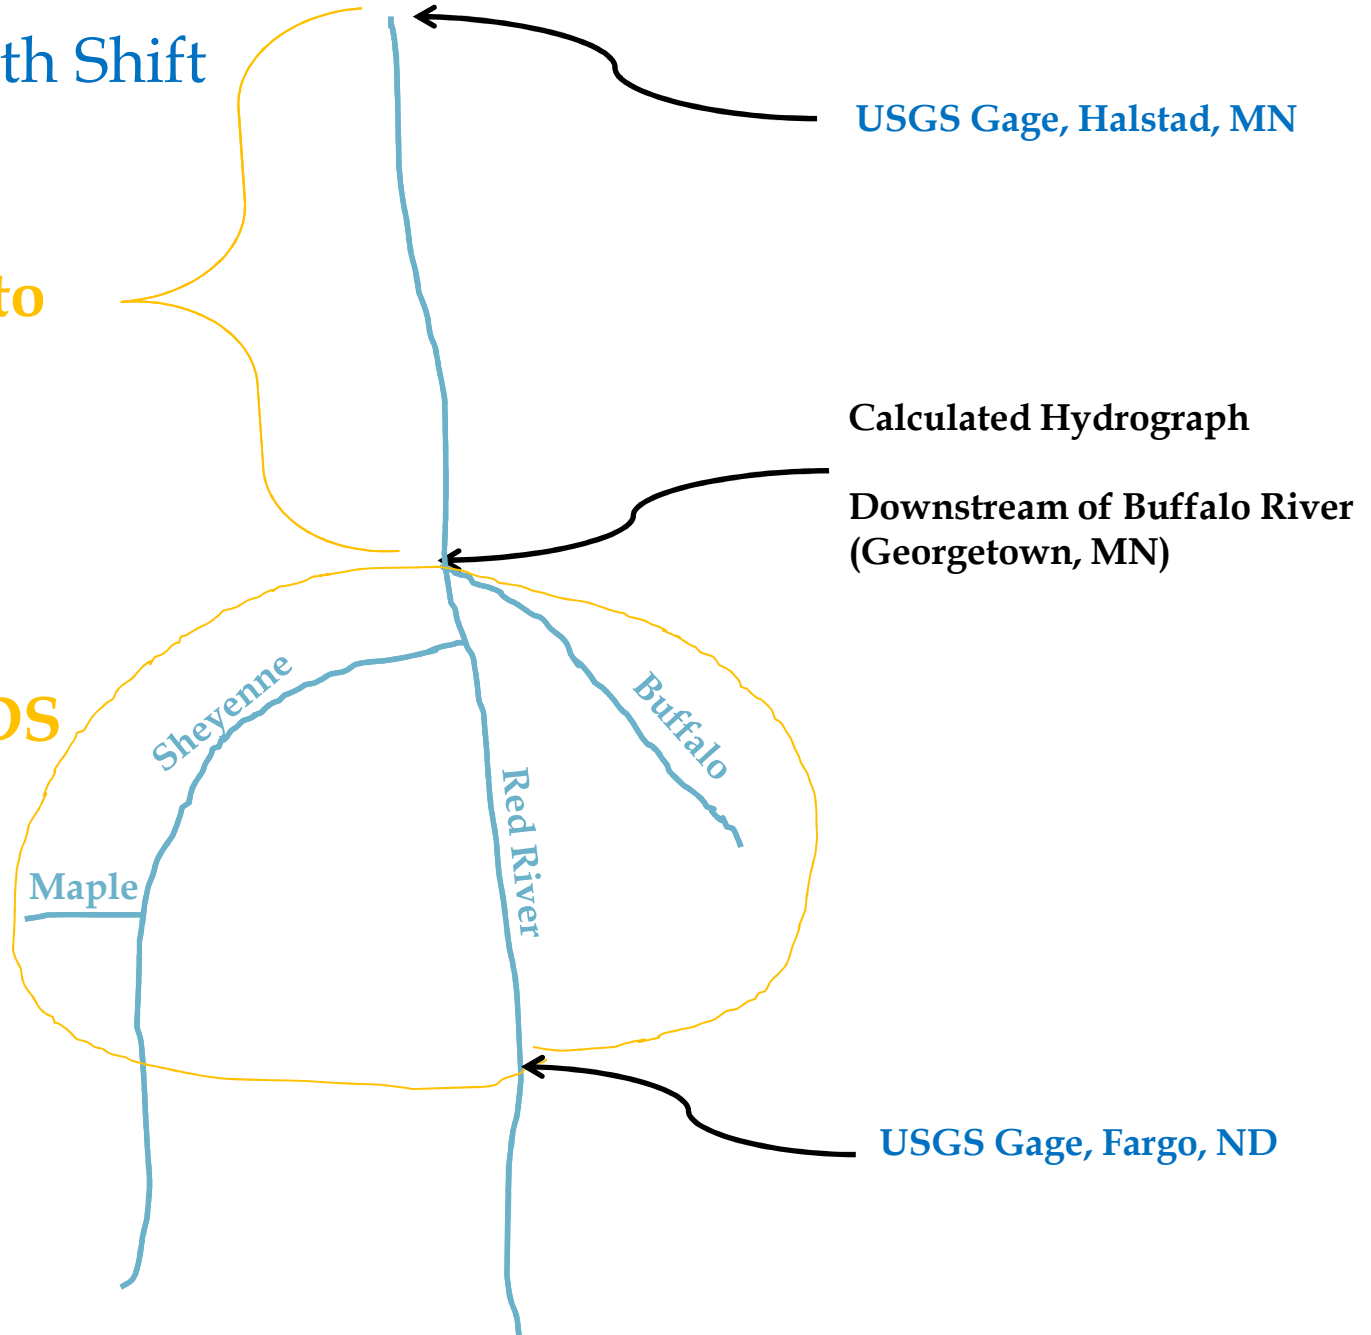 th Shift
USGS Gage, Halstad, MN
to
Calculated Hydrograph
Downstream of Buffalo River
(Georgetown, MN)
Sheyenne
Buffalo
DS
Red River
Maple
USGS Gage, Fargo, ND